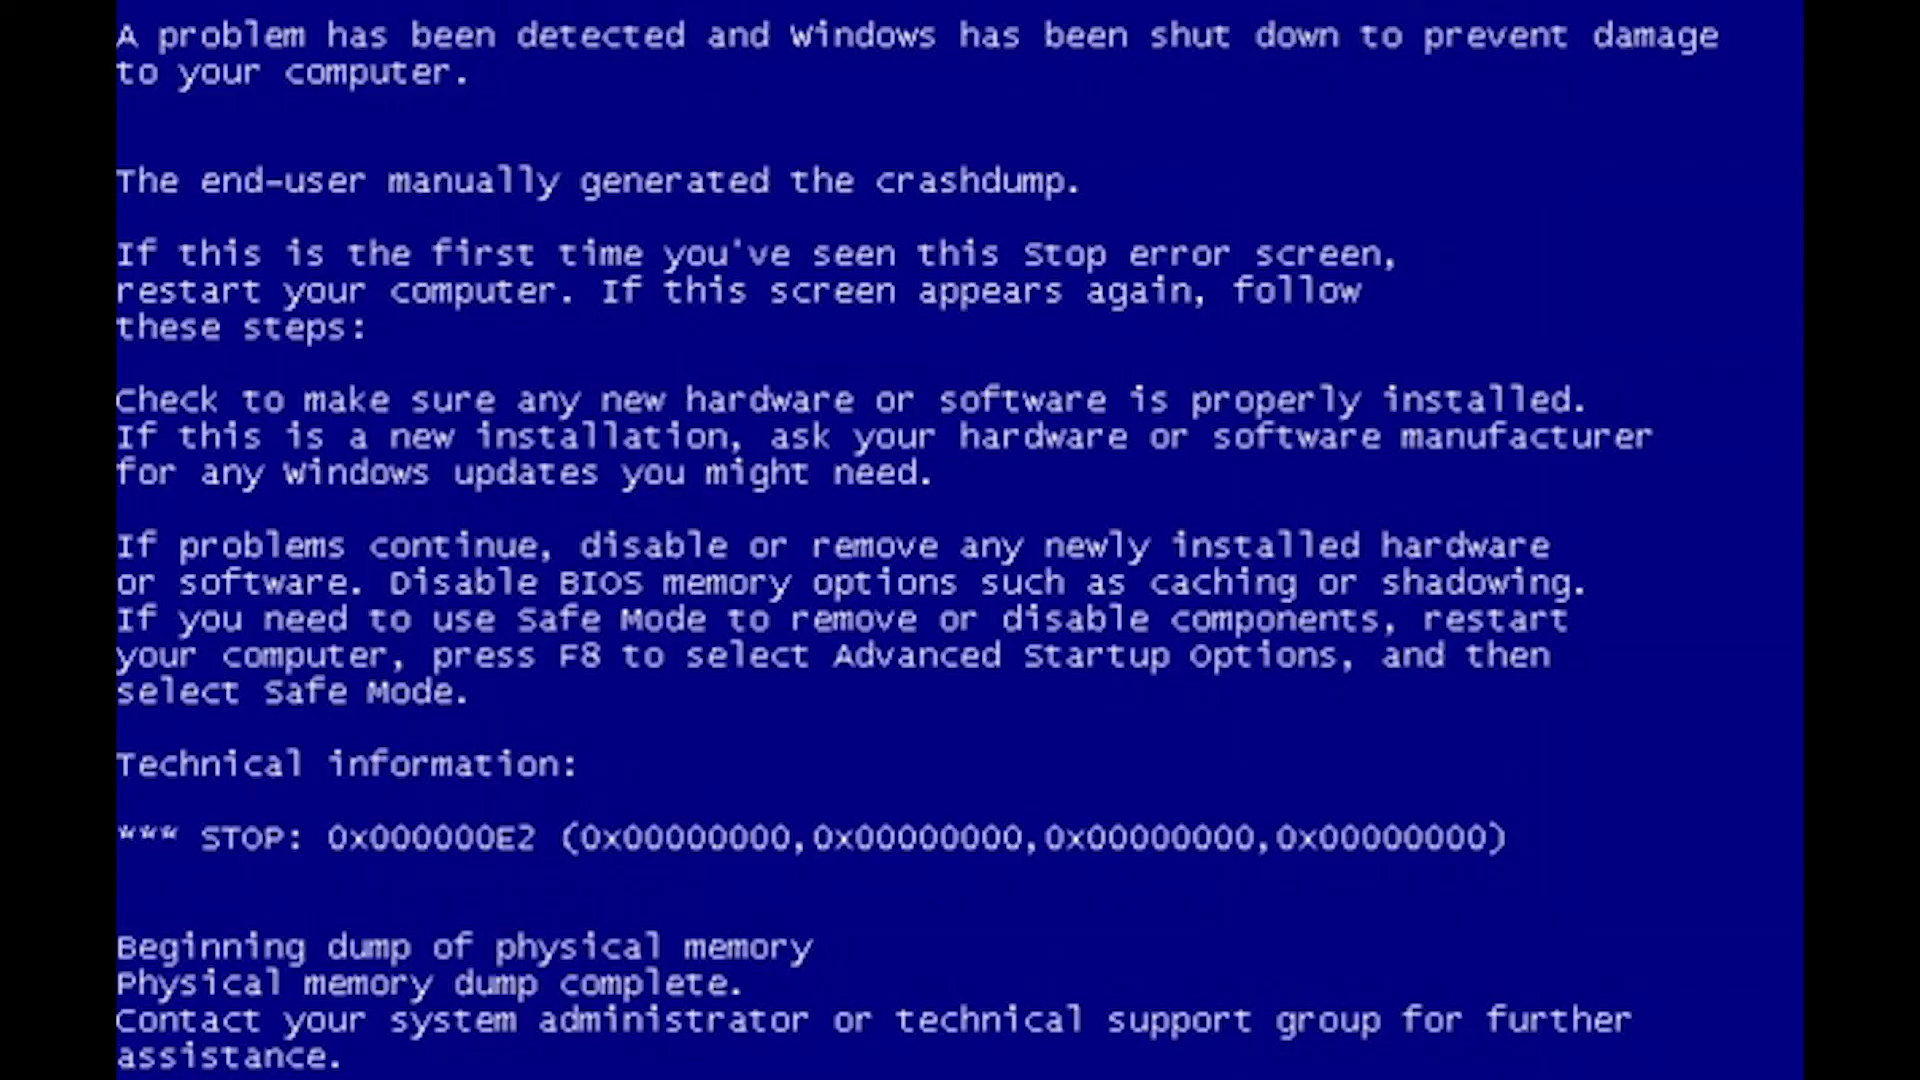 A problem has been detected and Windows has been shut down to prevent damage
to your computer.
The end-user manually generated the crashdump.
If this is the first time you've seen this Stop error screen,
restart your computer. If this screen appears again, follow
these steps:
Check to make sure any new hardware or software is properly installed.
If this is a new installation, ask your hardware or software manufacturer
for any Windows updates you might need.
If problems continue, disable or remove any newly installed hardware
or software. Disable BIOS memory options such as caching or shadowing.
If you need to use Safe Mode to remove or disable components, restart
your computer, press F8 to select Advanced Startup Options, and then
select Safe Mode.
Technical information:
*** STOP: 0x000000E2 (0x00000000,0x00000000,0x00000000,0x00000000)
Beginning dump of physical memory
Physical memory dump complete.
Contact your system administrator or technical support group for further
assistance.